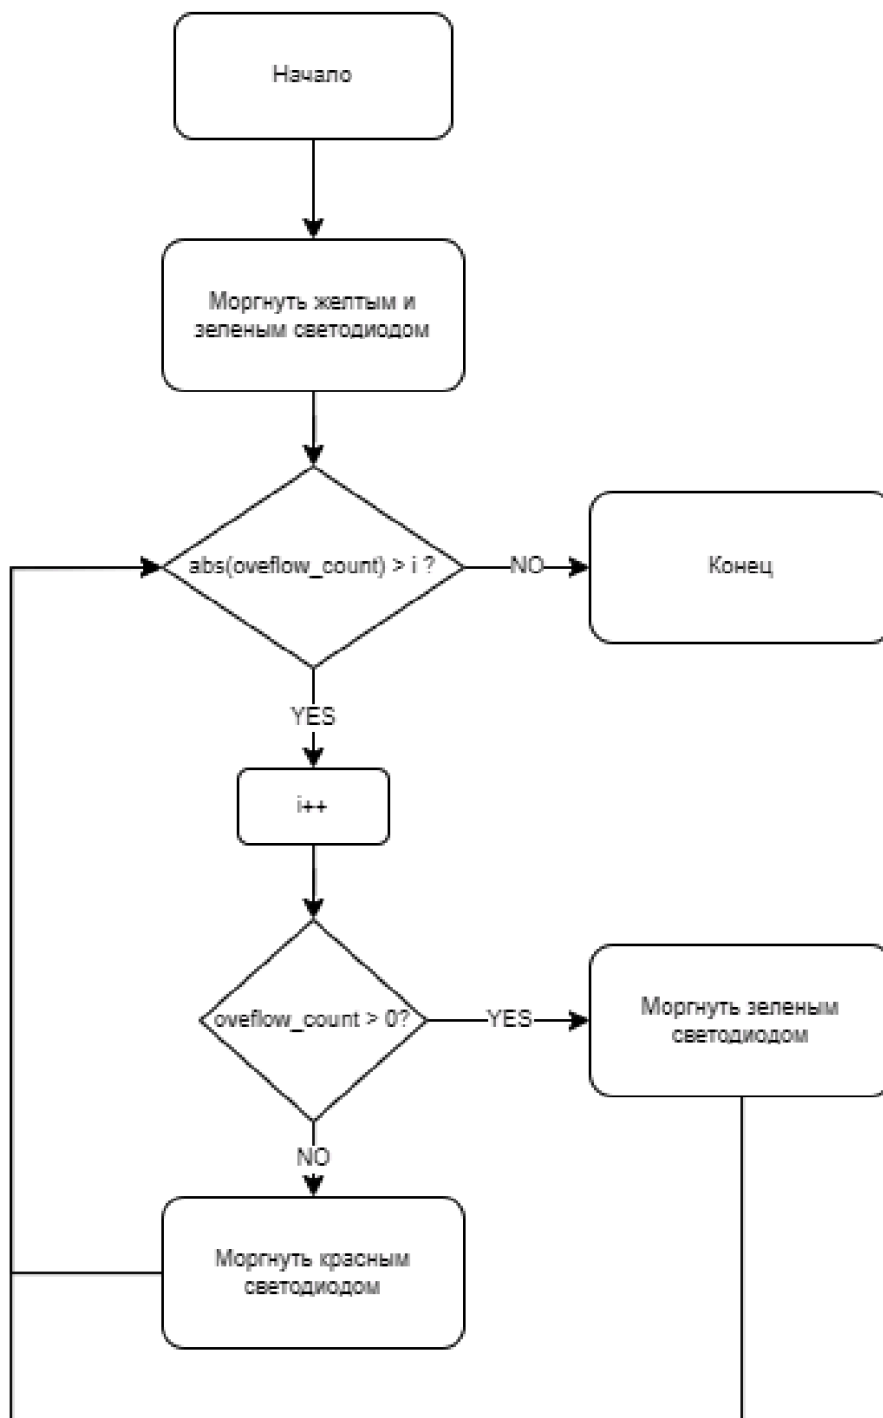 Начало
Моргнуть желтым и
зеленым светодиодом
abs(oveflow_count) > i ?
NO
Конец
YES
i++
oveflow_count > 0?
YES
Моргнуть зеленым
светодиодом
NO
Моргнуть красным
светодиодом